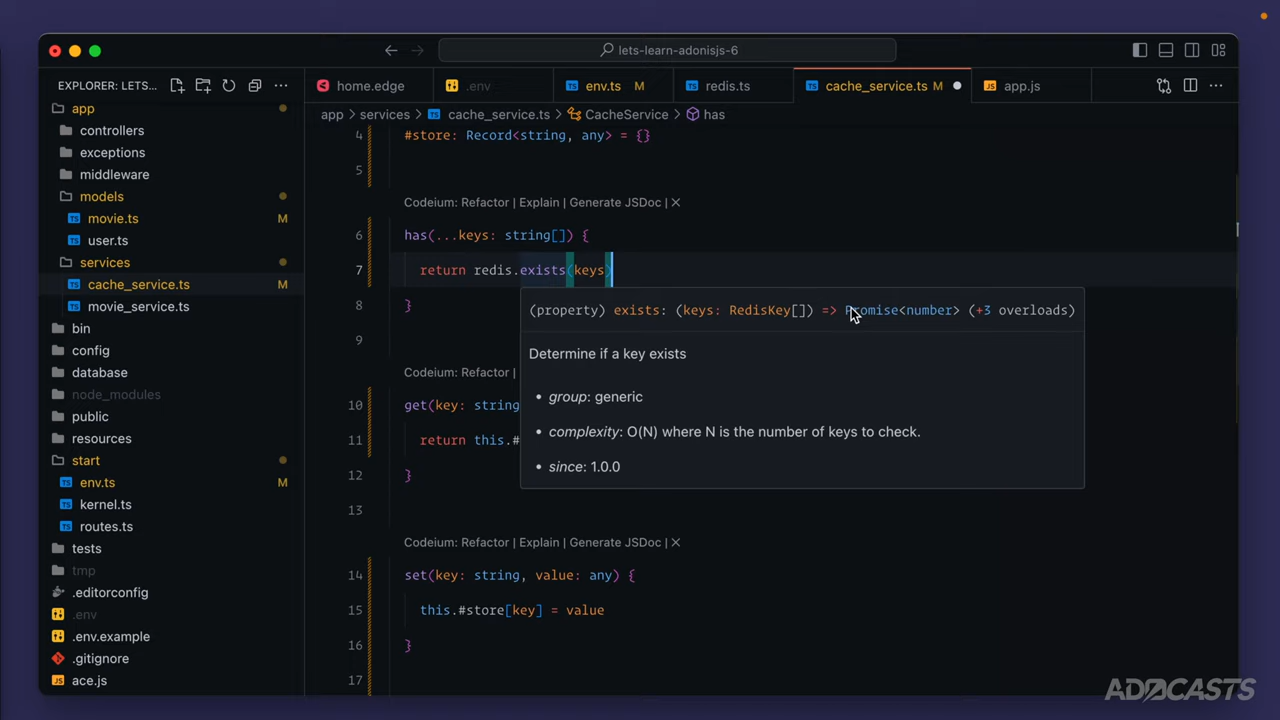 lets-learn-adonisjs-6
EXPLORER: LETS...
home.edge
.env
env.ts M
redis.ts
cache_service.ts M
app.js
app
controllers
exceptions
middleware
models
movie.ts M
user.ts
services
cache_service.ts M
movie_service.ts
bin
config
database
node_modules
public
resources
start
env.ts M
kernel.ts
routes.ts
tests
tmp
.editorconfig
.env
.env.example
.gitignore
ace.js
app > services > cache_service.ts > CacheService > has
4 #store: Record<string, any> = {}
5
Codeium: Refactor | Explain | Generate JSDoc | ×
6 has(...keys: string[]) {
7 return redis.exists(keys)
8 }
9
(property) exists: (keys: RedisKey[]) => Promise<number> (+3 overloads)
Determine if a key exists
• group: generic
• complexity: O(N) where N is the number of keys to check.
• since: 1.0.0
Codeium: Refactor |
10 get(key: string
11 return this.#
12 }
13
Codeium: Refactor | Explain | Generate JSDoc | ×
14 set(key: string, value: any) {
15 this.#store[key] = value
16 }
17
ADOCASTS